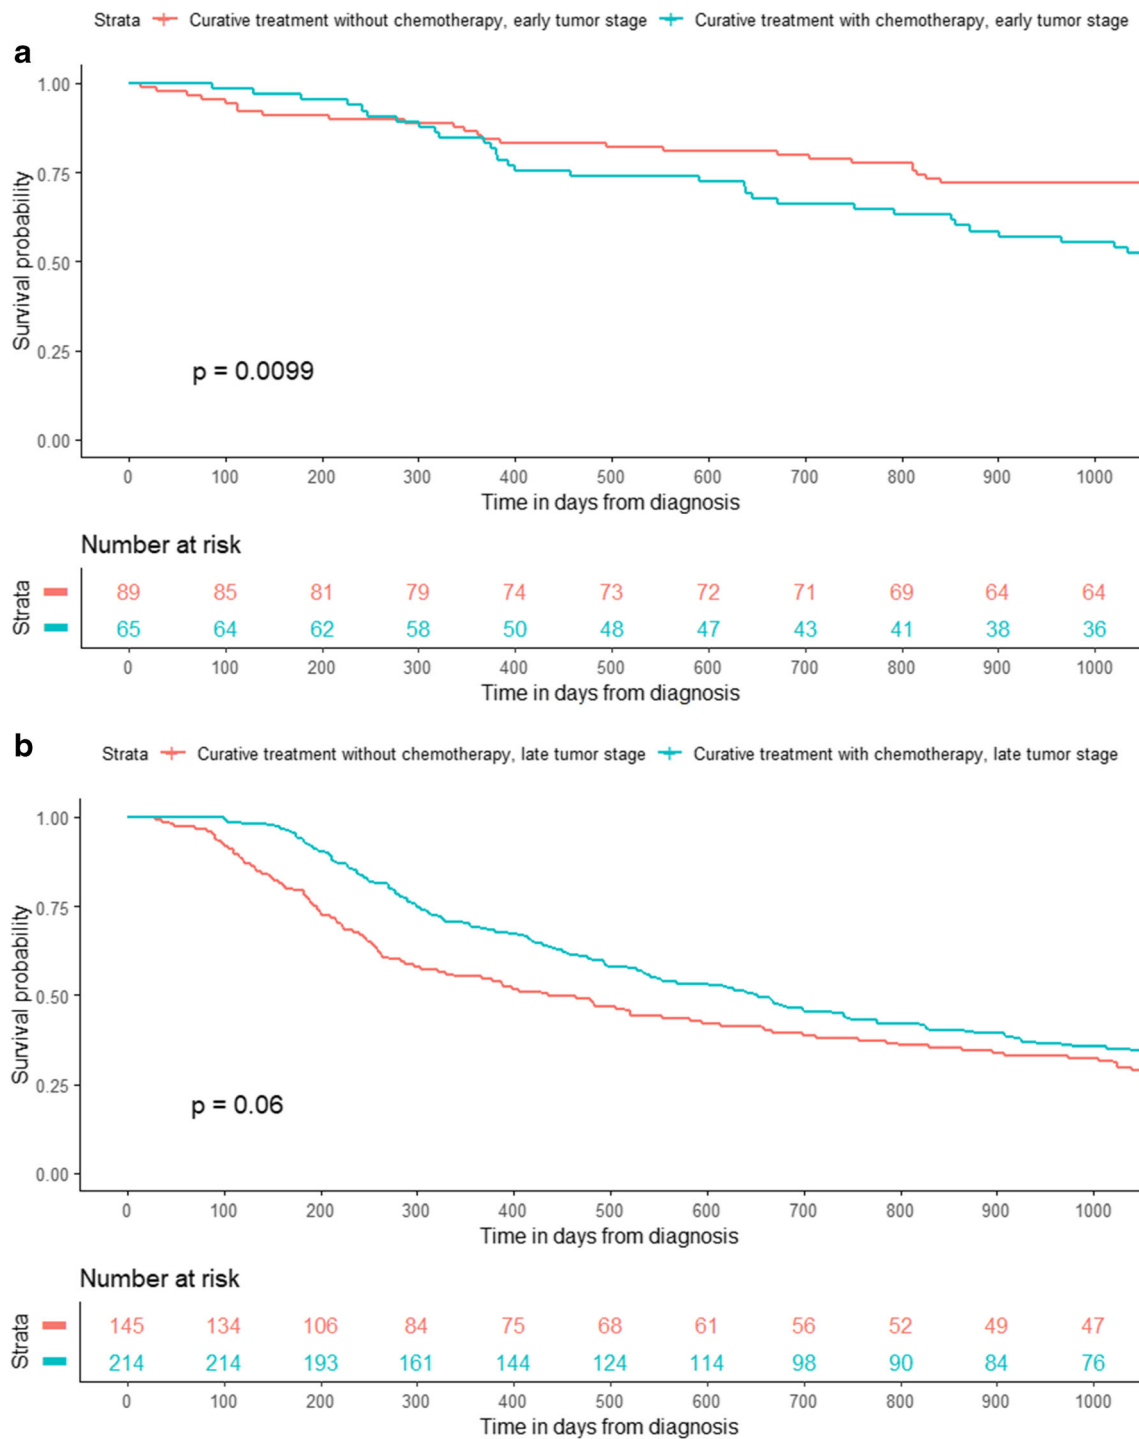 a
Strata Curative treatment without chemotherapy, early tumor stage Curative treatment with chemotherapy, early tumor stage
Survival probability
1.00
0.75
0.50
0.25
0.00
p = 0.0099
0 100 200 300 400 500 600 700 800 900 1000
Time in days from diagnosis
Number at risk
Strata
89 85 81 79 74 73 72 71 69 64 64
65 64 62 58 50 48 47 43 41 38 36
0 100 200 300 400 500 600 700 800 900 1000
Time in days from diagnosis
b
Strata Curative treatment without chemotherapy, late tumor stage Curative treatment with chemotherapy, late tumor stage
Survival probability
1.00
0.75
0.50
0.25
0.00
p = 0.06
0 100 200 300 400 500 600 700 800 900 1000
Time in days from diagnosis
Number at risk
Strata
145 134 106 84 75 68 61 56 52 49 47
214 214 193 161 144 124 114 98 90 84 76
0 100 200 300 400 500 600 700 800 900 1000
Time in days from diagnosis